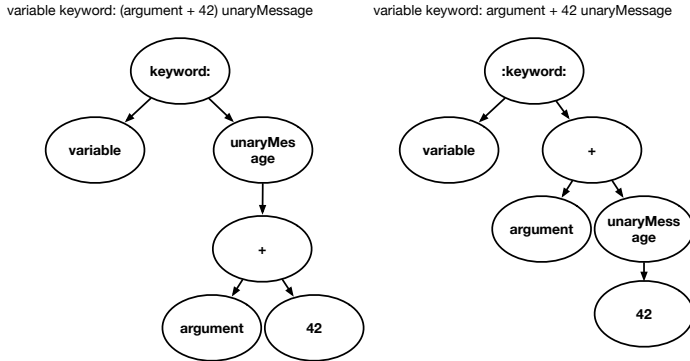 variable keyword: (argument + 42) unaryMessage
keyword:
variable
unaryMes
age
+
argument
42
variable keyword: argument + 42 unaryMessage
:keyword:
variable
+
argument
unaryMess
age
42